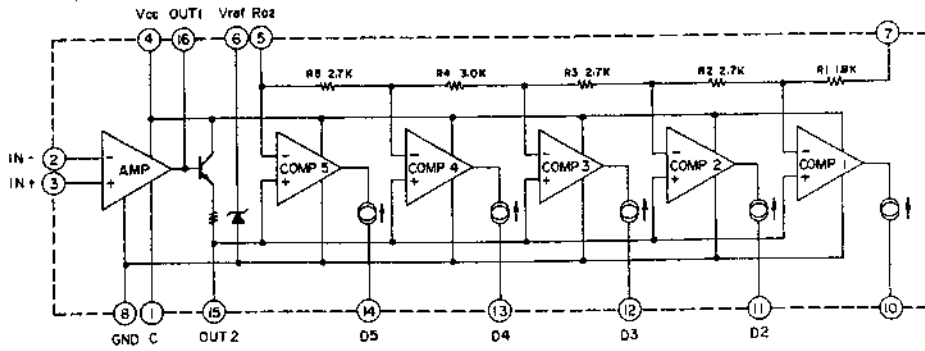 Vcc OUT1 Vref Ro2
4 16 6 5 7
R5 2.7K R4 3.0K R3 2.7K R2 2.7K R1 1.8K
IN - 2
IN + 3
- + AMP
- + COMP 5
- + COMP 4
- + COMP 3
- + COMP 2
- + COMP 1
8 1 15 14 13 12 11 10
GND C OUT 2 D5 D4 D3 D2